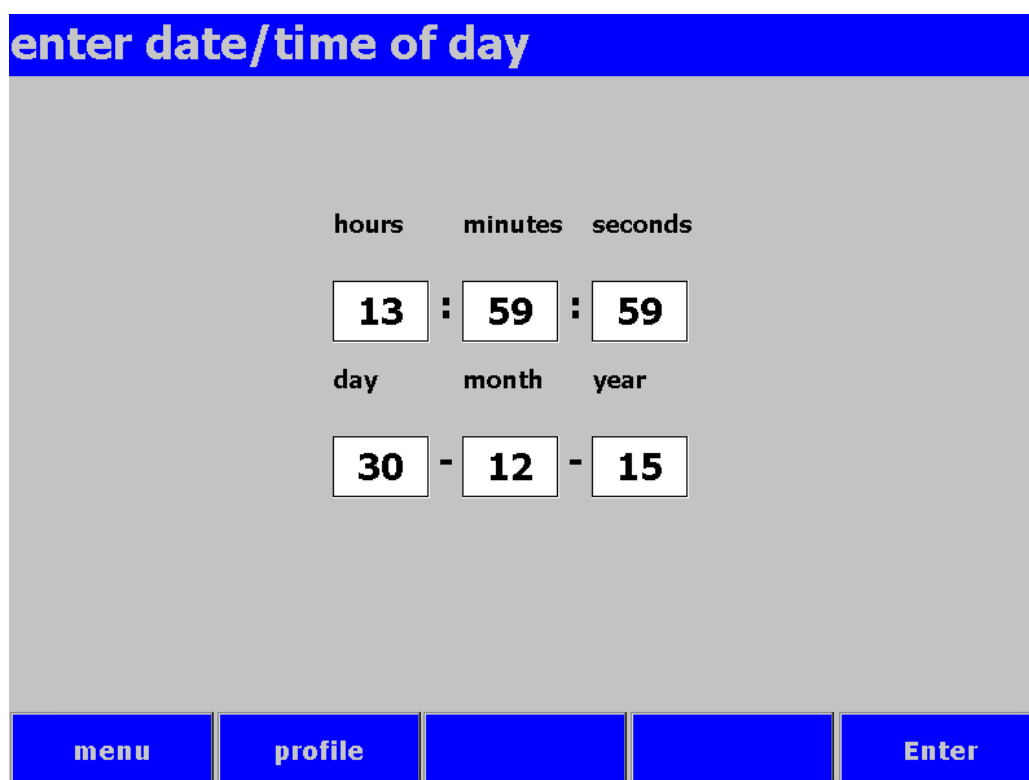 enter date/time of day
hours minutes seconds
13 : 59 : 59
day month year
30 - 12 - 15
menu profile Enter